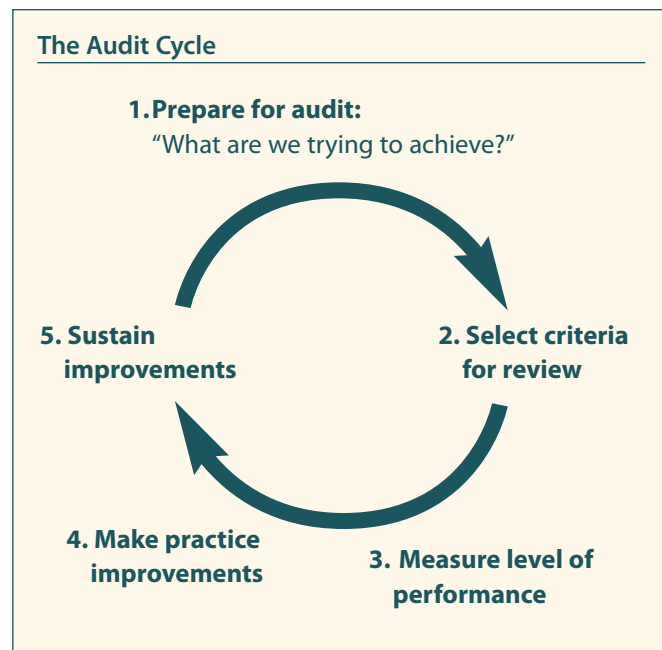 The Audit Cycle
1. Prepare for audit:
“What are we trying to achieve?”
2. Select criteria
for review
3. Measure level of
performance
4. Make practice
improvements
5. Sustain
improvements